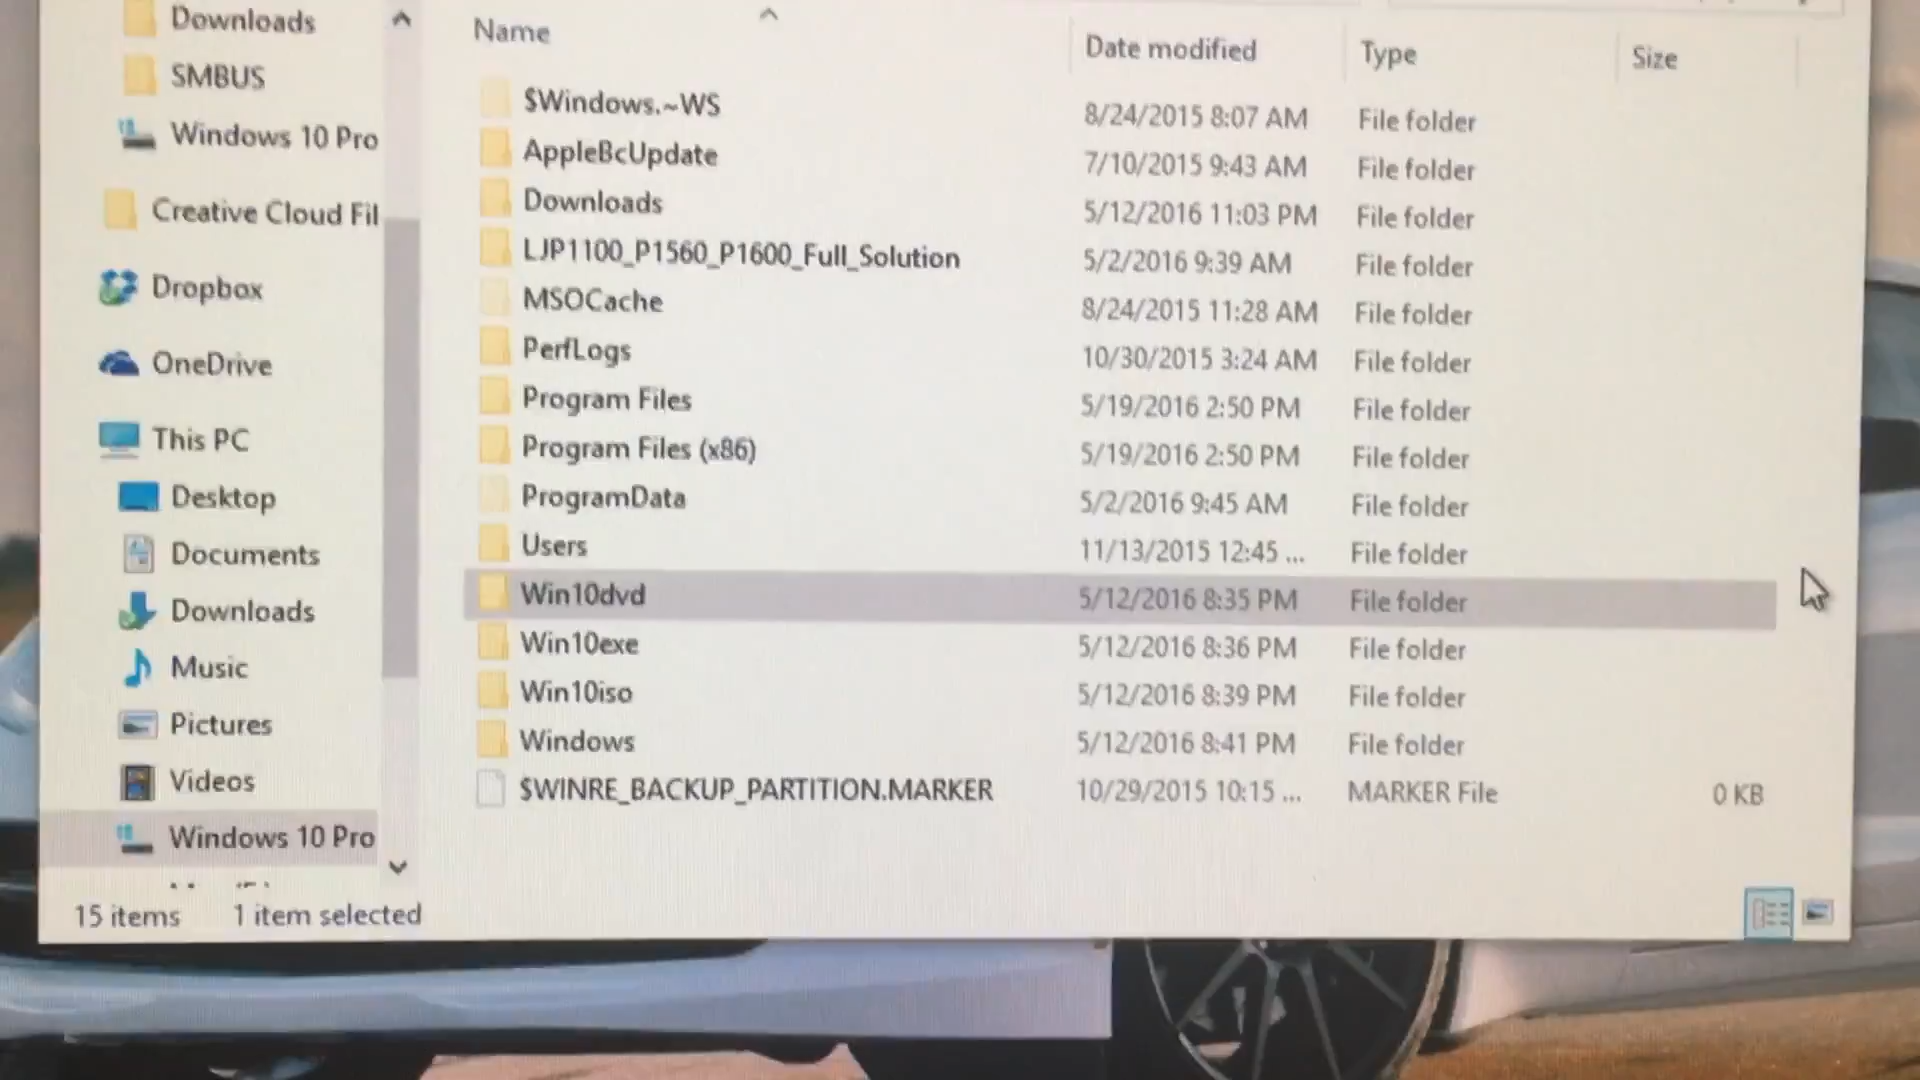 Downloads
SMBUS
Windows 10 Pro
Creative Cloud Fil
Dropbox
OneDrive
This PC
Desktop
Documents
Downloads
Music
Pictures
Videos
Windows 10 Pro
Name Date modified Type Size
$Windows.~WS 8/24/2015 8:07 AM File folder
AppleBcUpdate 7/10/2015 9:43 AM File folder
Downloads 5/12/2016 11:03 PM File folder
LJP1100_P1560_P1600_Full_Solution 5/2/2016 9:39 AM File folder
MSOCache 8/24/2015 11:28 AM File folder
PerfLogs 10/30/2015 3:24 AM File folder
Program Files 5/19/2016 2:50 PM File folder
Program Files (x86) 5/19/2016 2:50 PM File folder
ProgramData 5/2/2016 9:45 AM File folder
Users 11/13/2015 12:45 ... File folder
Win10dvd 5/12/2016 8:35 PM File folder
Win10exe 5/12/2016 8:36 PM File folder
Win10iso 5/12/2016 8:39 PM File folder
Windows 5/12/2016 8:41 PM File folder
$WINRE_BACKUP_PARTITION.MARKER 10/29/2015 10:15 ... MARKER File 0 KB
15 items 1 item selected